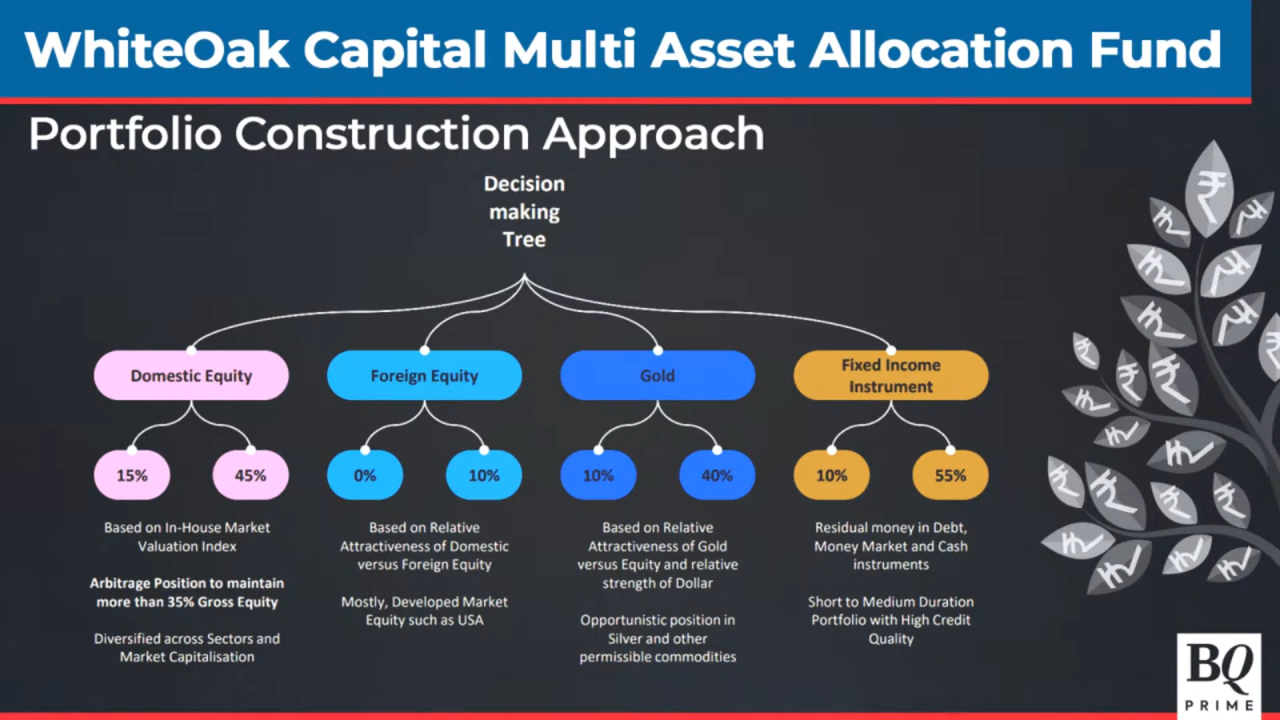 WhiteOak Capital Multi Asset Allocation Fund
Portfolio Construction Approach
Decision
making
Tree
Domestic Equity
Foreign Equity
Gold
Fixed Income
Instrument
15%
45%
0%
10%
10%
40%
10%
55%
Based on In-House Market
Valuation Index
Arbitrage Position to maintain
more than 35% Gross Equity
Diversified across Sectors and
Market Capitalisation
Based on Relative
Attractiveness of Domestic
versus Foreign Equity
Mostly, Developed Market
Equity such as USA
Based on Relative
Attractiveness of Gold
versus Equity and relative
strength of Dollar
Opportunistic position in
Silver and other
permissible commodities
Residual money in Debt,
Money Market and Cash
instruments
Short to Medium Duration
Portfolio with High Credit
Quality
BQ
PRIME